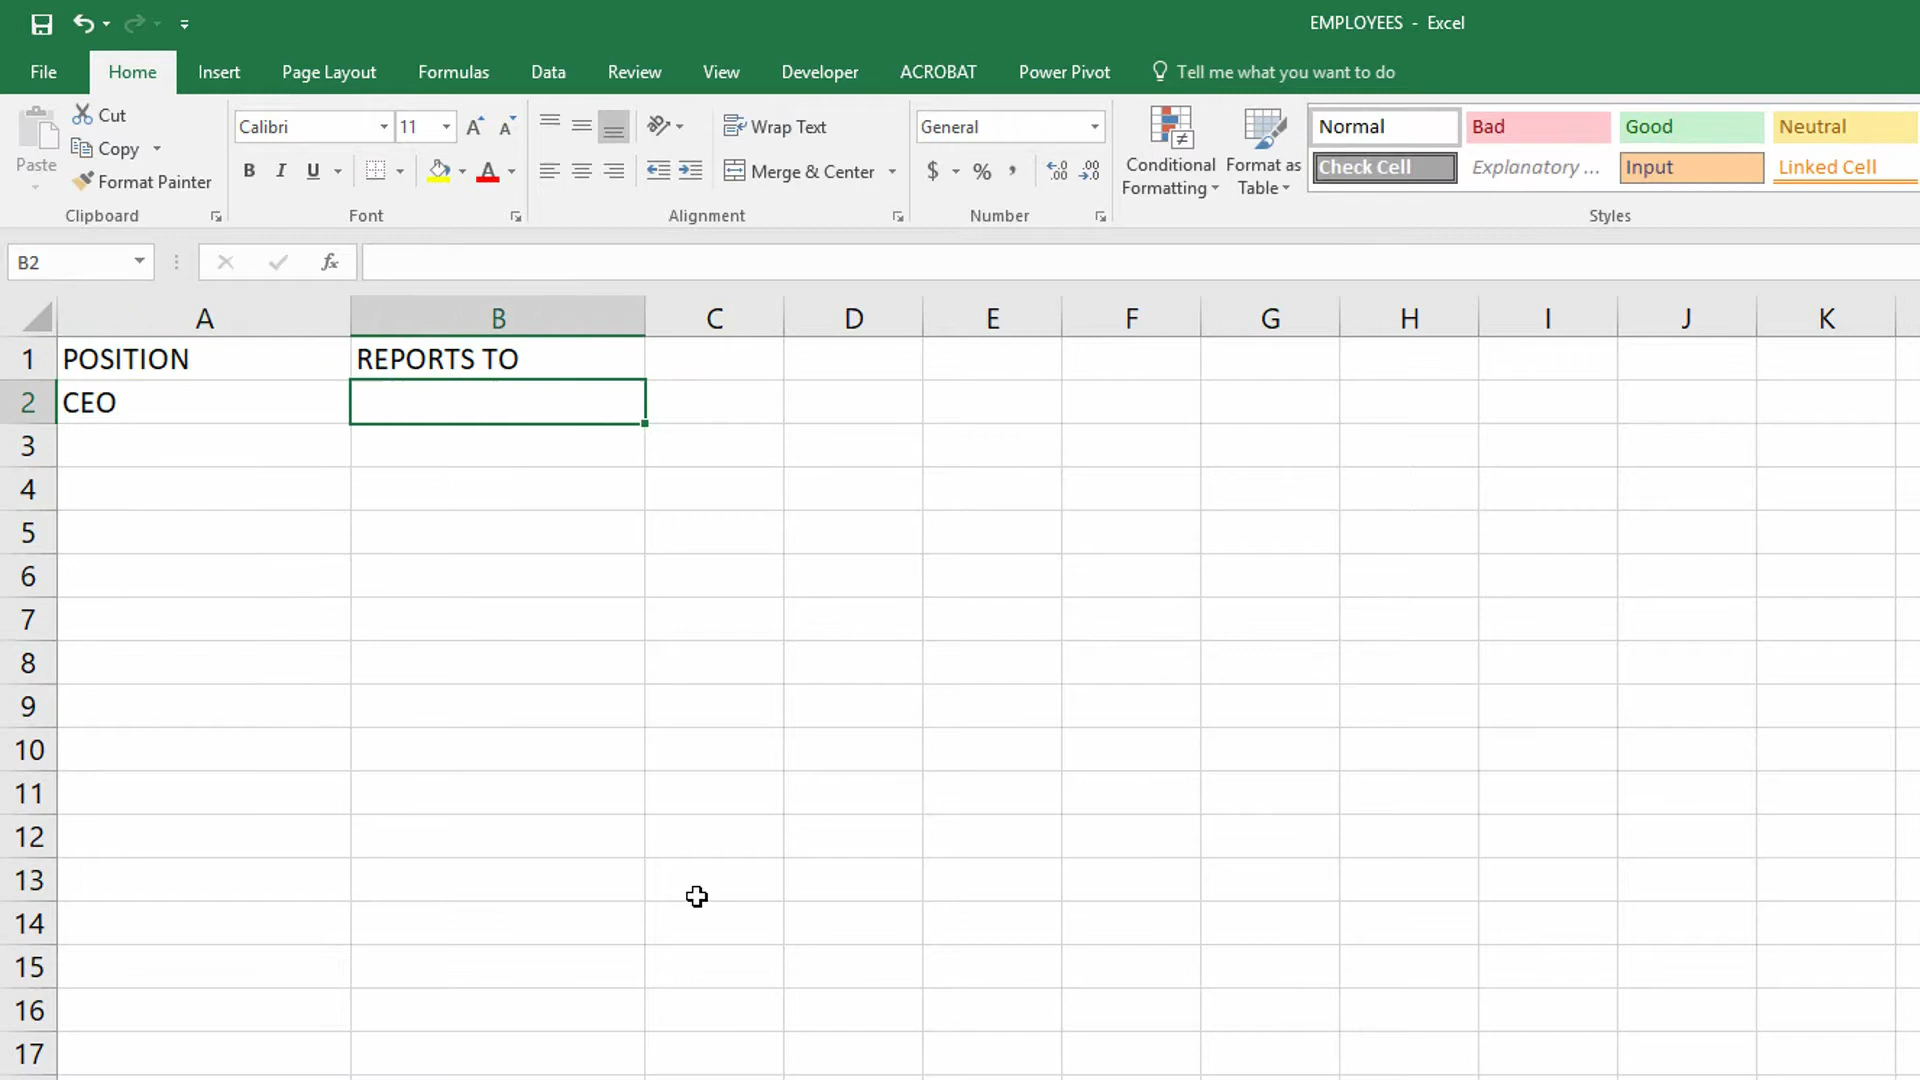 EMPLOYEES - Excel
File Home Insert Page Layout Formulas Data Review View Developer ACROBAT Power Pivot Tell me what you want to do
Paste
Cut
Copy
Format Painter
Clipboard
Calibri 11
B I U A
Font
Wrap Text
Merge & Center
Alignment
General
$ % ,
Number
Conditional Formatting
Format as Table
Normal Bad Good Neutral
Check Cell Explanatory ... Input Linked Cell
Styles
B2 fx
A B C D E F G H I J K
1 POSITION REPORTS TO
2 CEO
3
4
5
6
7
8
9
10
11
12
13
14
15
16
17